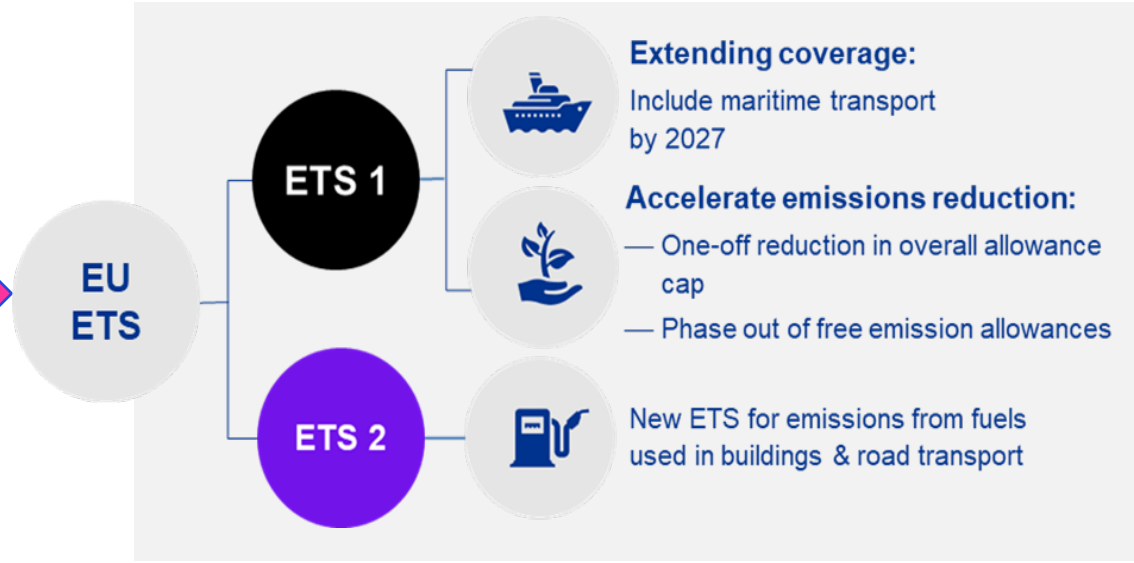 EU
ETS
ETS 1
Extending coverage:
Include maritime transport
by 2027
Accelerate emissions reduction:
— One-off reduction in overall allowance
cap
— Phase out of free emission allowances
ETS 2
New ETS for emissions from fuels
used in buildings & road transport